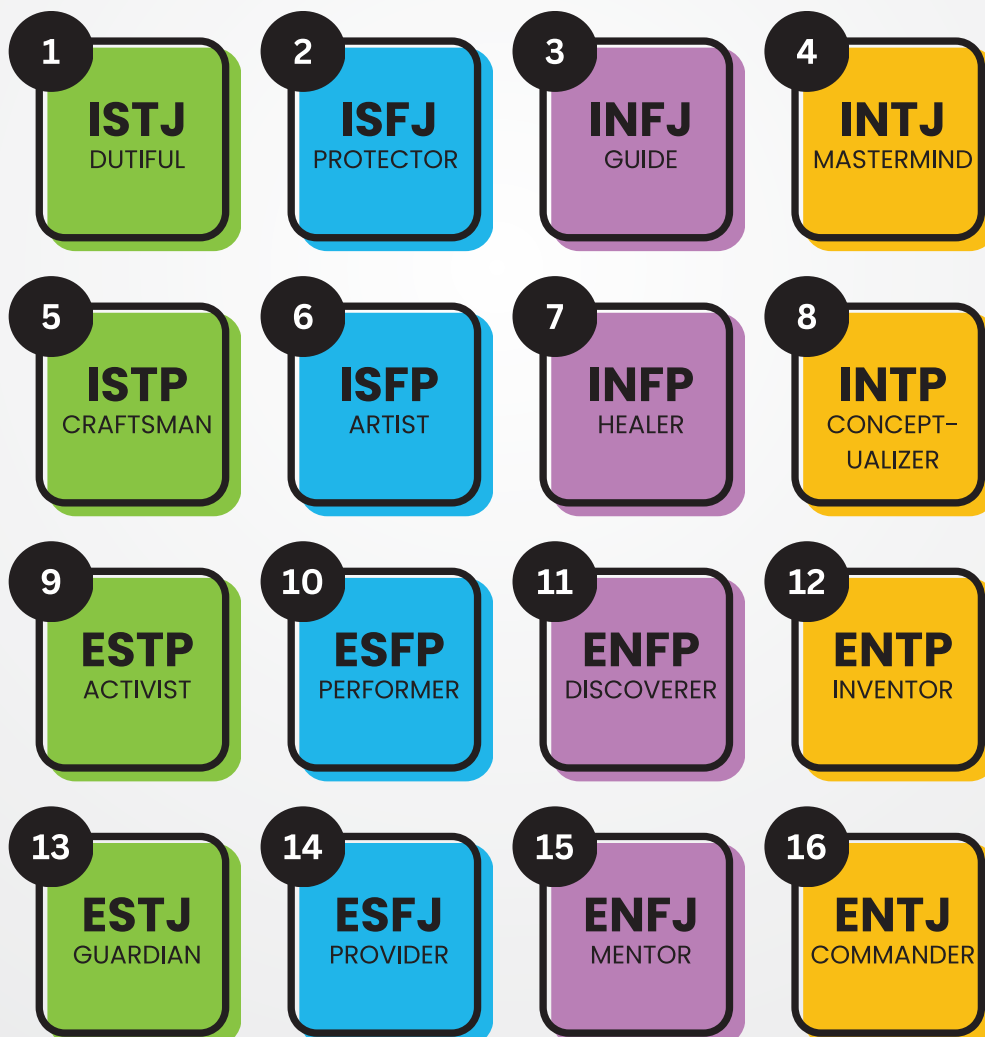 1
ISTJ
DUTIFUL
2
ISFJ
PROTECTOR
3
INFJ
GUIDE
4
INTJ
MASTERMIND
5
ISTP
CRAFTSMAN
6
ISFP
ARTIST
7
INFP
HEALER
8
INTP
CONCEPT-
UALIZER
9
ESTP
ACTIVIST
10
ESFP
PERFORMER
11
ENFP
DISCOVERER
12
ENTP
INVENTOR
13
ESTJ
GUARDIAN
14
ESFJ
PROVIDER
15
ENFJ
MENTOR
16
ENTJ
COMMANDER